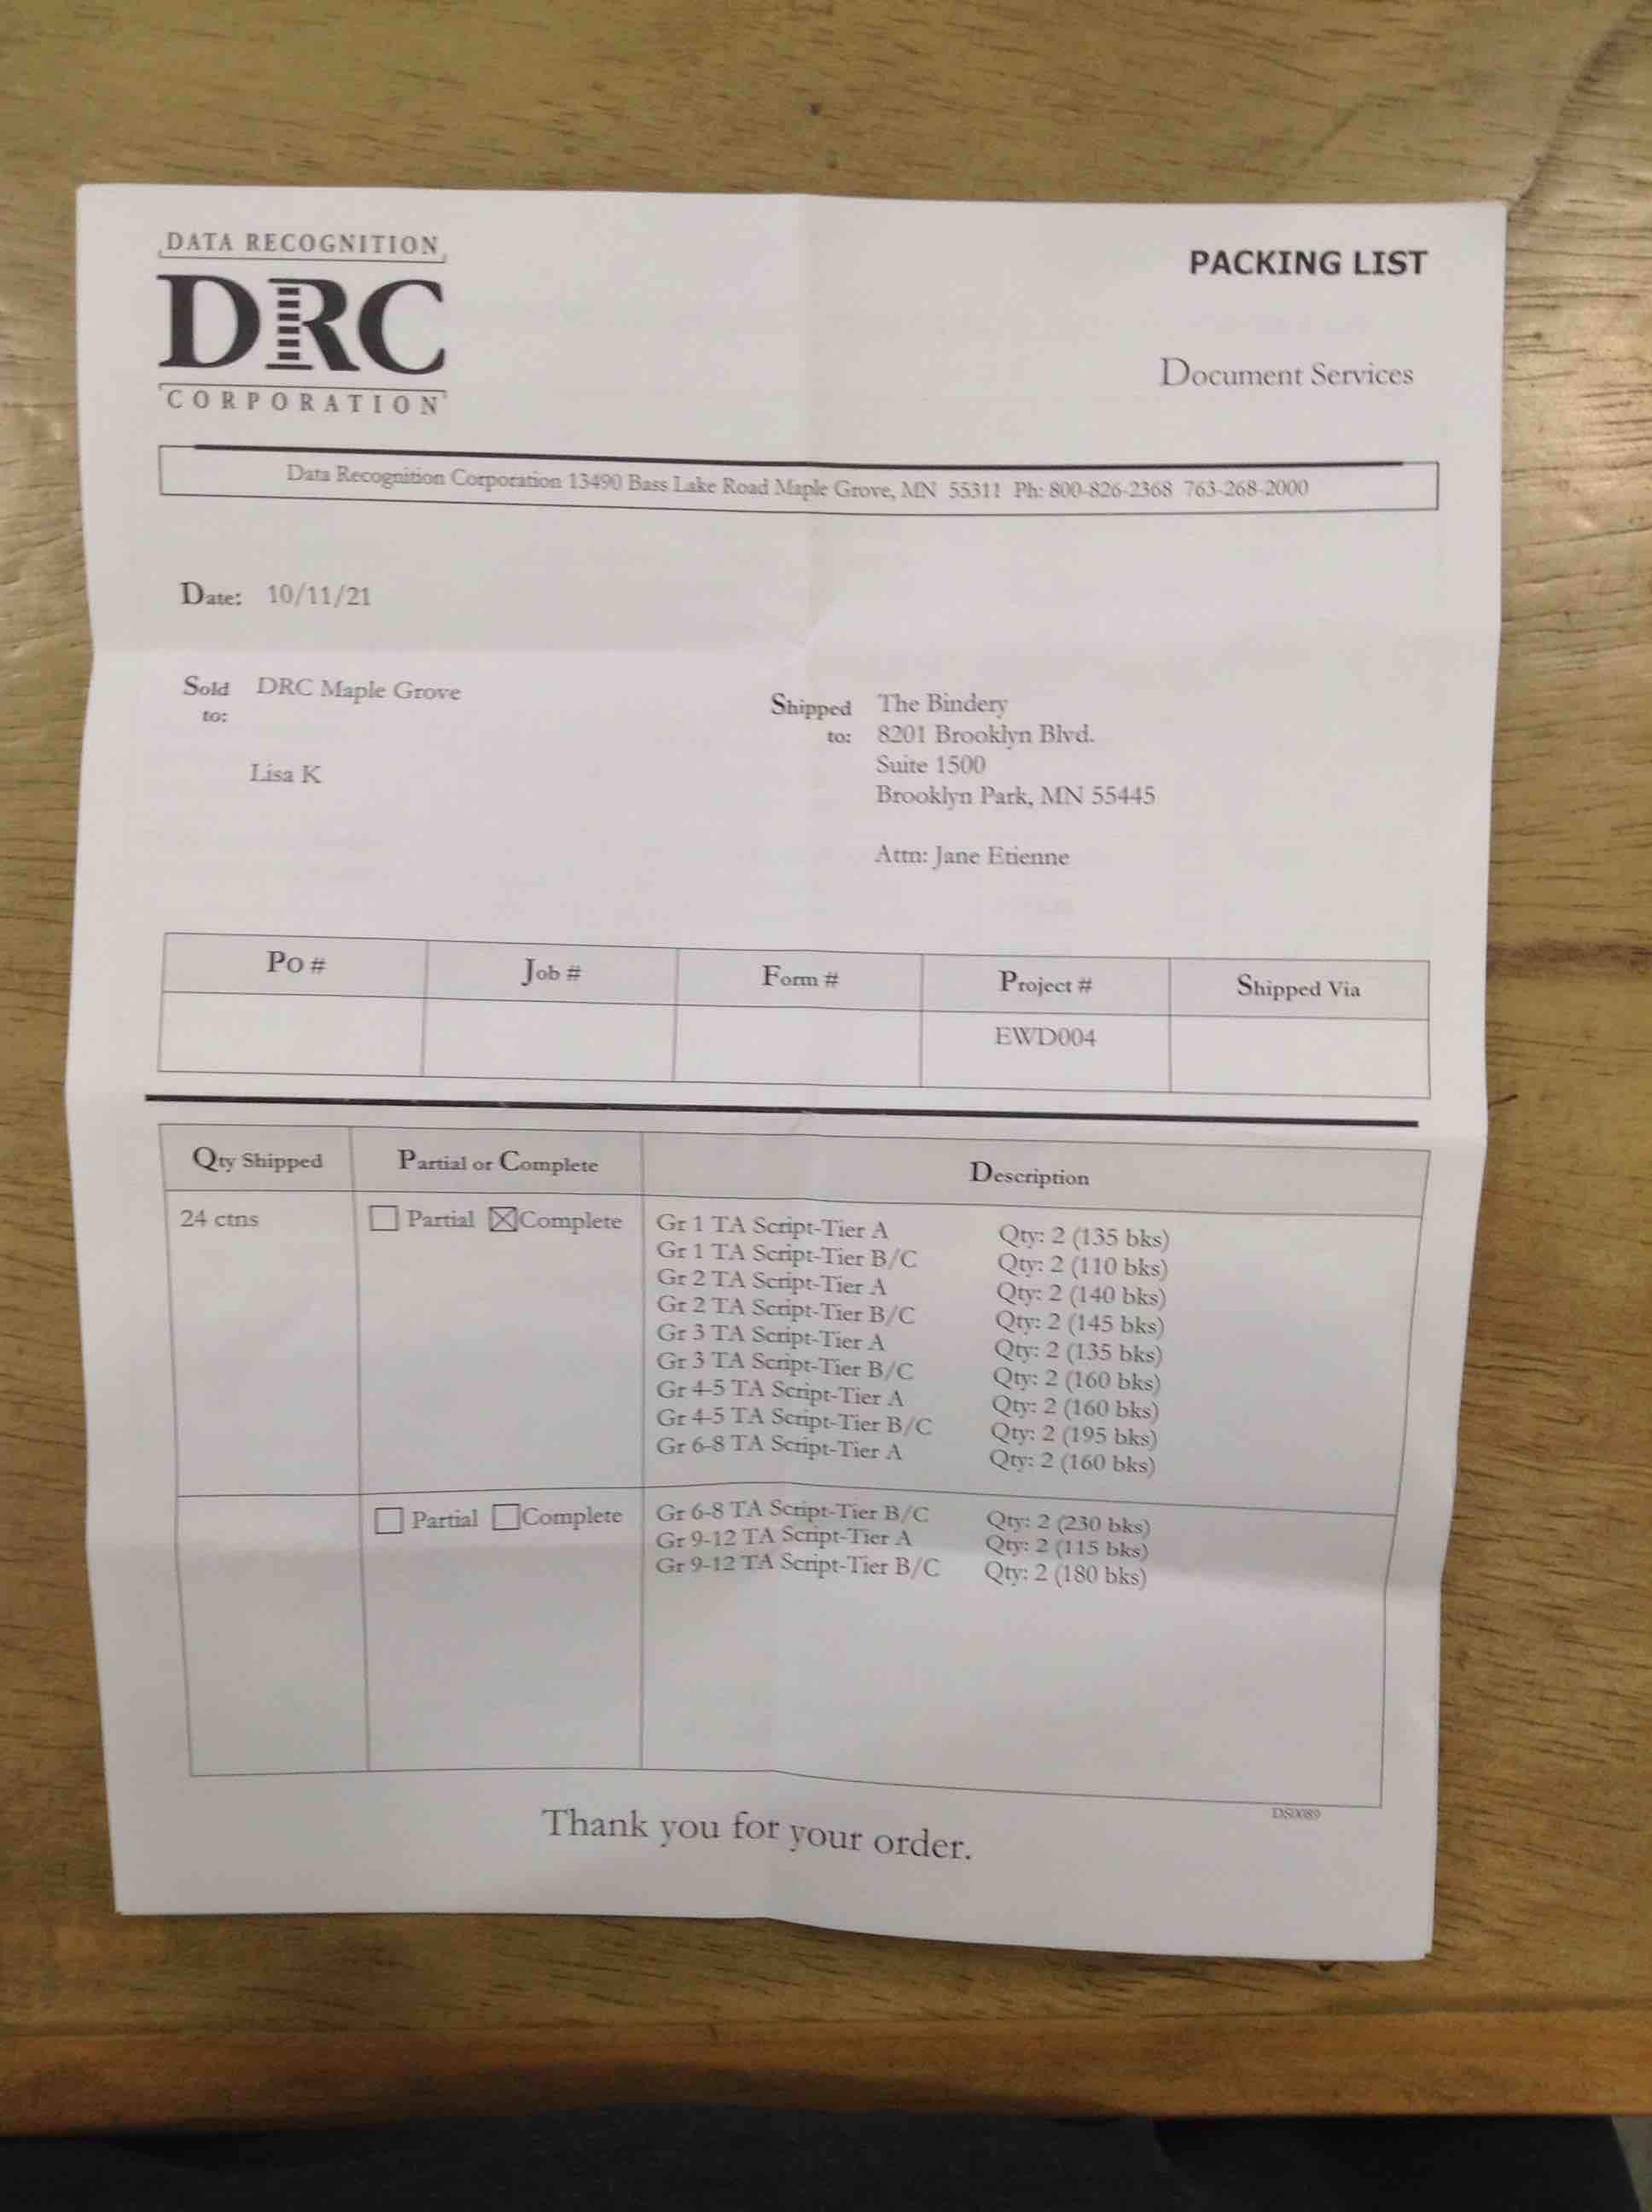 DATA RECOGNITION
DRC
CORPORATION
PACKING LIST
Document Services
Data Recognition Corporation 13490 Bass Lake Road Maple Grove, MN 55311 Ph: 800-826-2368 763-268-2000
Date: 10/11/21
Sold to: DRC Maple Grove
Lisa K
Shipped to: The Bindery
8201 Brooklyn Blvd.
Suite 1500
Brooklyn Park, MN 55445
Attn: Jane Etienne
Po # Job # Form # Project # Shipped Via
EWD004
Qty Shipped Partial or Complete Description
24 ctns Partial Complete Gr 1 TA Script-Tier A Qty: 2 (135 bks)
Gr 1 TA Script-Tier B/C Qty: 2 (110 bks)
Gr 2 TA Script-Tier A Qty: 2 (140 bks)
Gr 2 TA Script-Tier B/C Qty: 2 (145 bks)
Gr 3 TA Script-Tier A Qty: 2 (135 bks)
Gr 3 TA Script-Tier B/C Qty: 2 (160 bks)
Gr 4-5 TA Script-Tier A Qty: 2 (160 bks)
Gr 4-5 TA Script-Tier B/C Qty: 2 (195 bks)
Gr 6-8 TA Script-Tier A Qty: 2 (160 bks)
Partial Complete Gr 6-8 TA Script-Tier B/C Qty: 2 (230 bks)
Gr 9-12 TA Script-Tier A Qty: 2 (115 bks)
Gr 9-12 TA Script-Tier B/C Qty: 2 (180 bks)
DS0089
Thank you for your order.